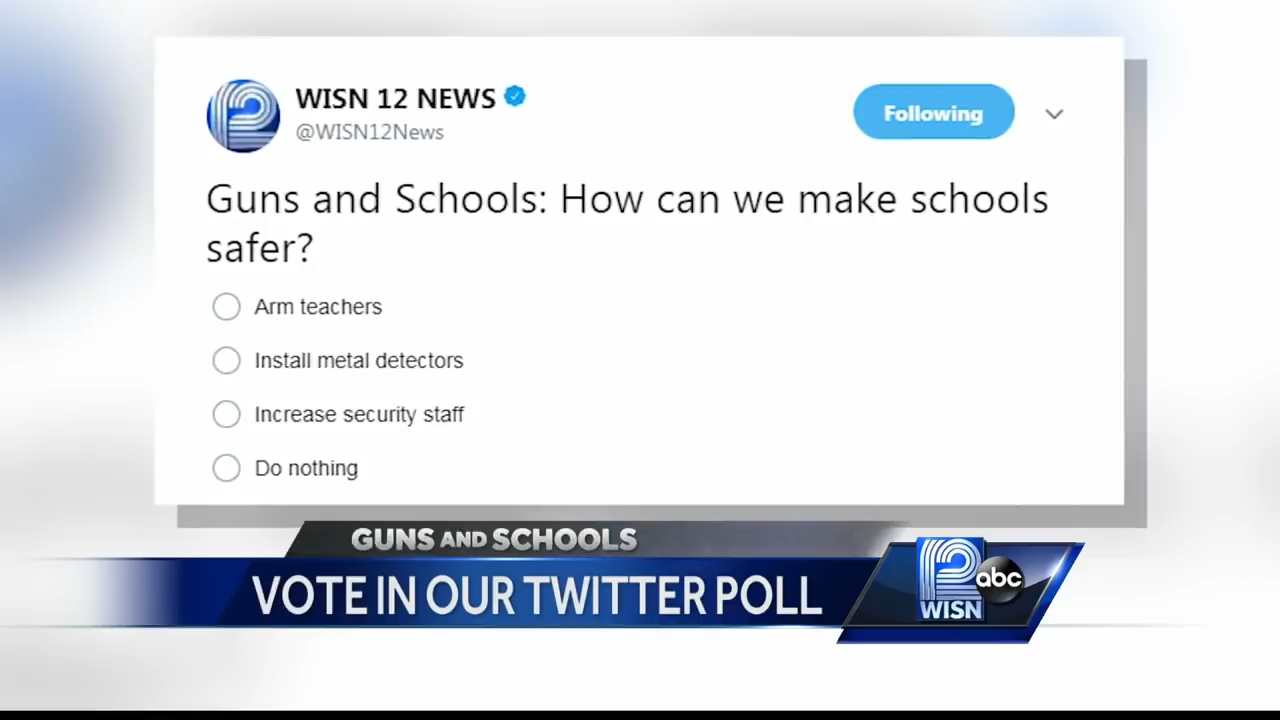 WISN 12 NEWS
@WISN12News
Following
Guns and Schools: How can we make schools
safer?
Arm teachers
Install metal detectors
Increase security staff
Do nothing
GUNS AND SCHOOLS
VOTE IN OUR TWITTER POLL
12
abc
WISN